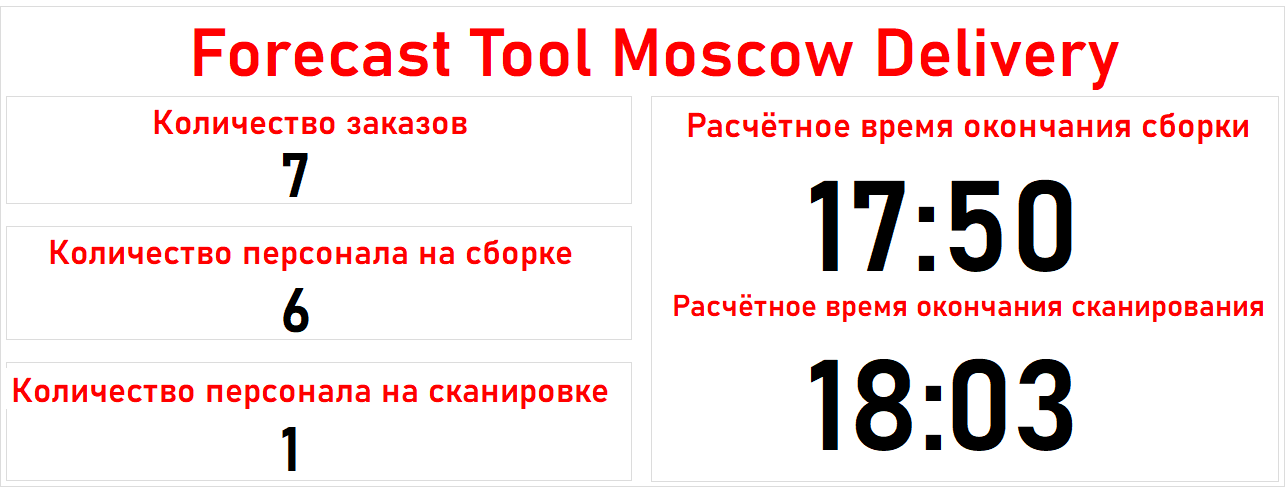 Forecast Tool Moscow Delivery
Количество заказов
7
Количество персонала на сборке
6
Количество персонала на сканировке
1
Расчётное время окончания сборки
17:50
Расчётное время окончания сканирования
18:03